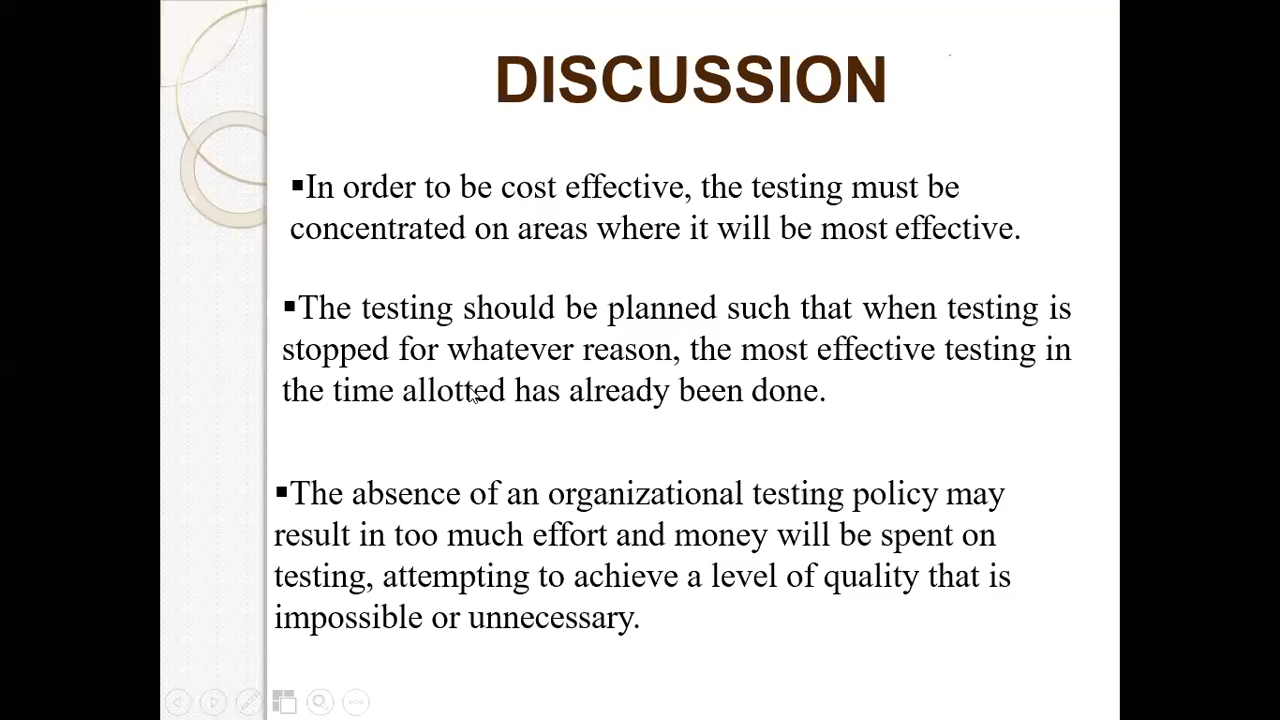 DISCUSSION
▪In order to be cost effective, the testing must be
concentrated on areas where it will be most effective.
▪The testing should be planned such that when testing is
stopped for whatever reason, the most effective testing in
the time allotted has already been done.
▪The absence of an organizational testing policy may
result in too much effort and money will be spent on
testing, attempting to achieve a level of quality that is
impossible or unnecessary.